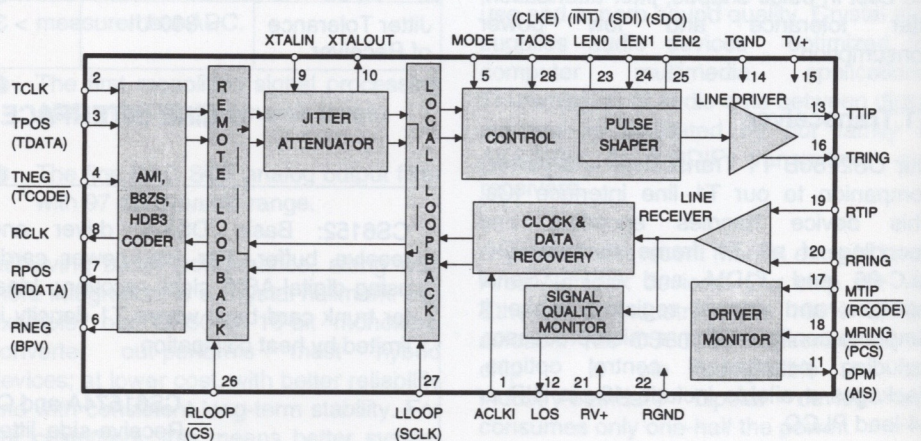 (CLKE) (INT) (SDI) (SDO)
XTALIN XTALOUT MODE LOS LEN0 LEN1 LEN2 TGND TV+
2 9 10 5 28 23 24 25 14 15
TCLK
3
TPOS
(TDATA)
4
TNEG
(TCODE)
RCLK
8
RPOS
7
(RDATA)
RNEG
6
(BPV)
AMI,
B8ZS,
HDB3
CODER
REMOTE LOOPBACK
JITTER
ATTENUATOR
LOCAL LOOPBACK
CONTROL
PULSE
SHAPER
LINE DRIVER
13
TTIP
16
TRING
CLOCK &
DATA
RECOVERY
LINE
RECEIVER
19
RTIP
20
RRING
SIGNAL
QUALITY
MONITOR
DRIVER
MONITOR
17
MTIP
(RCODE)
18
MRING
(PCS)
11
DPM
(AIS)
26 27 1 12 21 22
RLOOP
(CS)
LLOOP
(SCLK)
ACLKI LOS RV+ RGND